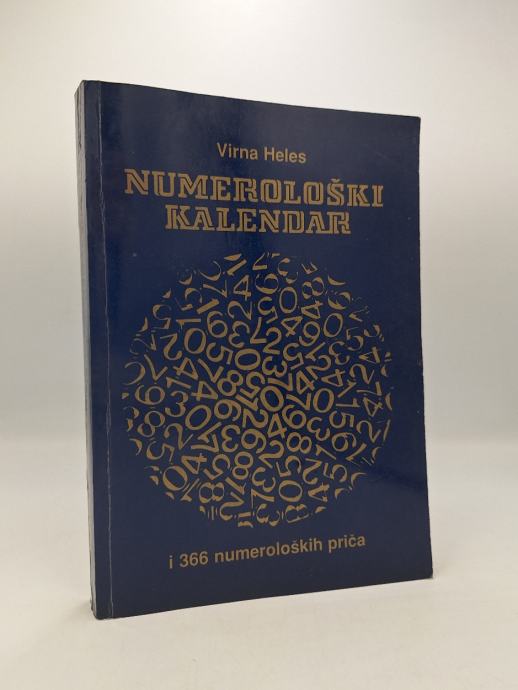 Virna Heles
NUMEROLOŠKI
KALENDAR
i 366 numeroloških priča